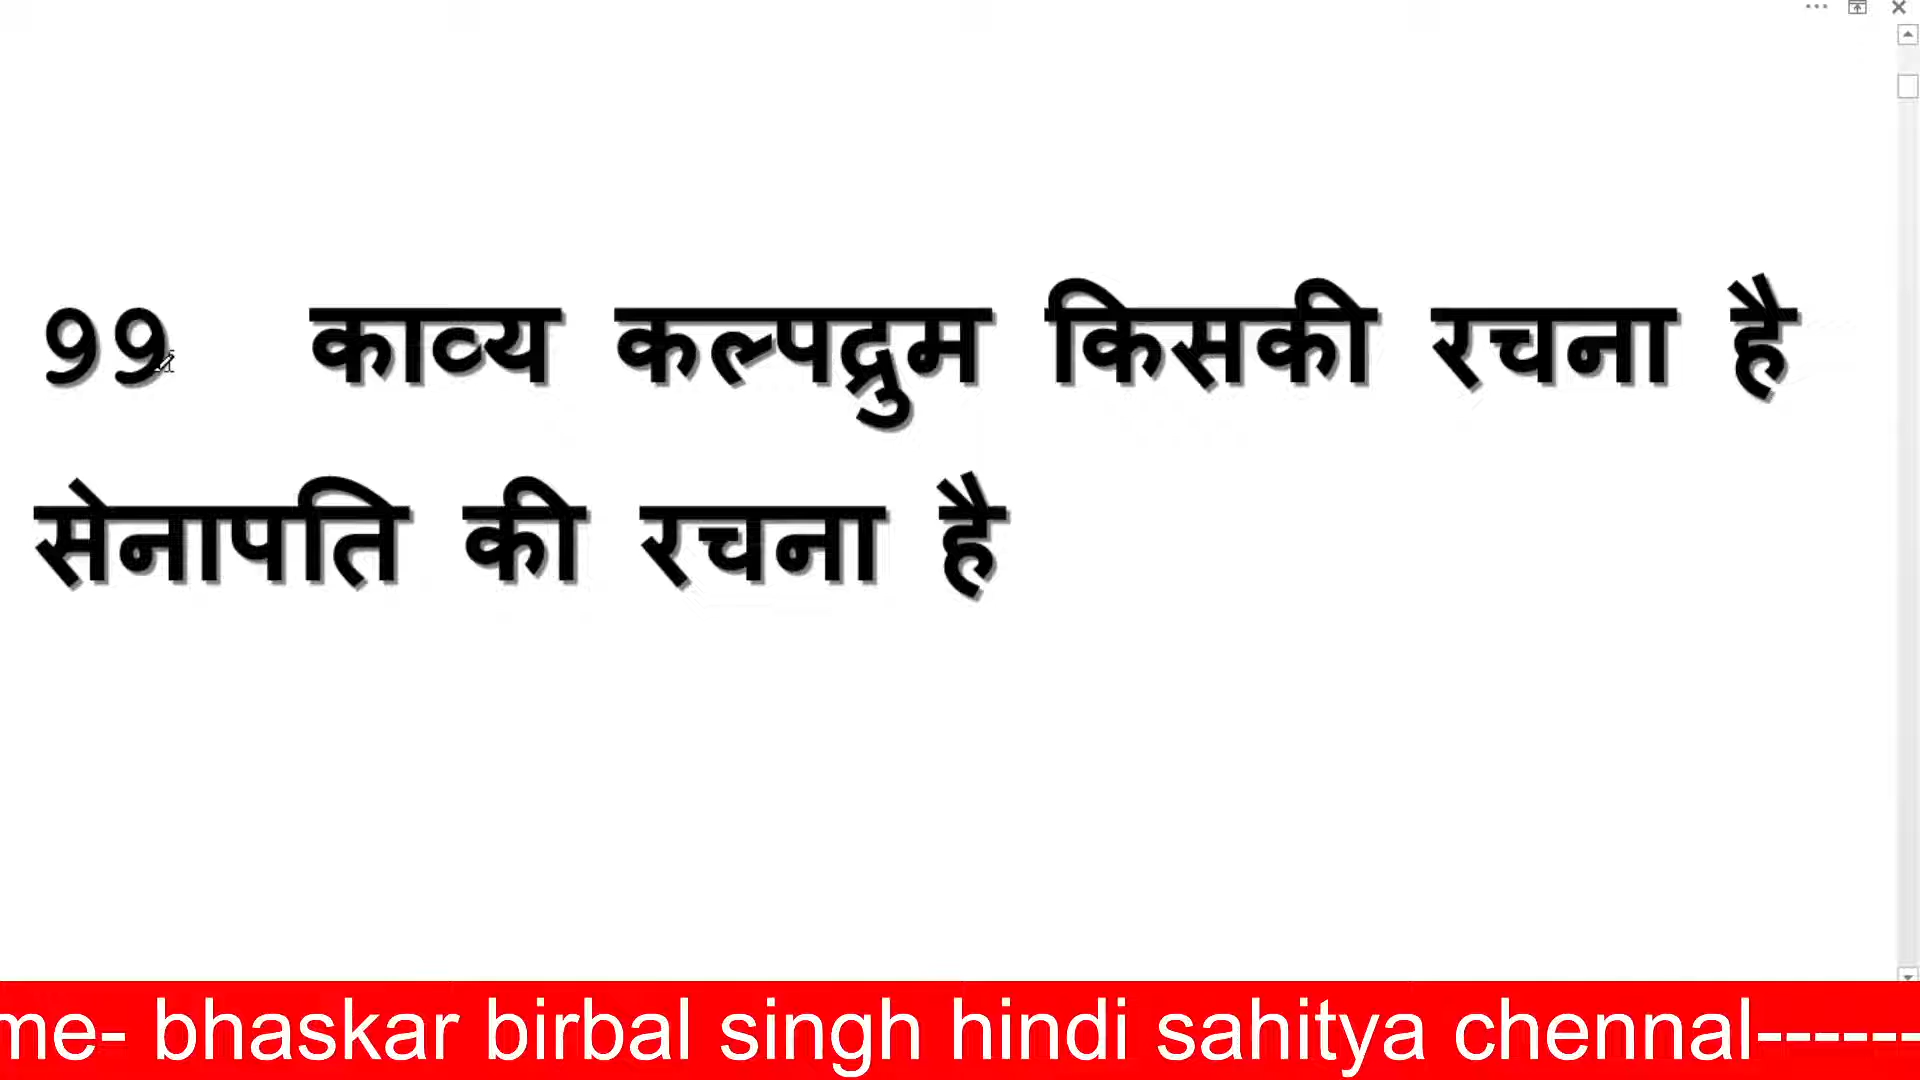 99 काव्य कल्पद्रुम किसकी रचना है
सेनापति की रचना है
me- bhaskar birbal singh hindi sahitya chennal------